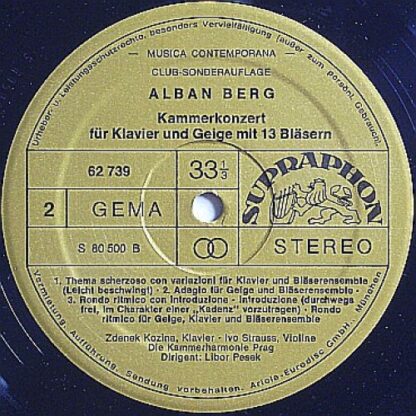 Urheber- u. Leistungsschutzrechte, besonders Vervielfältigung (außer zum persönl. Gebrauch),
— MUSICA CONTEMPORANA —
CLUB-SONDERAUFLAGE
ALBAN BERG
Kammerkonzert
für Klavier und Geige mit 13 Bläsern
62 739
33 1/3
SUPRAPHON
2
GEMA
S 80 500 B
STEREO
1. Thema scherzoso con variazioni für Klavier und Bläserensemble
(Leicht beschwingt) · 2. Adagio für Geige und Bläserensemble
· 3. Rondo ritmico con Introduzione - Introduzione (durchwegs
frei, im Charakter einer „Kadenz" vorzutragen) · Rondo
ritmico für Geige, Klavier und Bläserensemble
Zdenek Kozina, Klavier · Ivo Strauss, Violine
Die Kammerharmonie Prag
Dirigent: Libor Pesek
Vermietung, Aufführung, Sendung vorbehalten. Ariola-Eurodisc GmbH, München